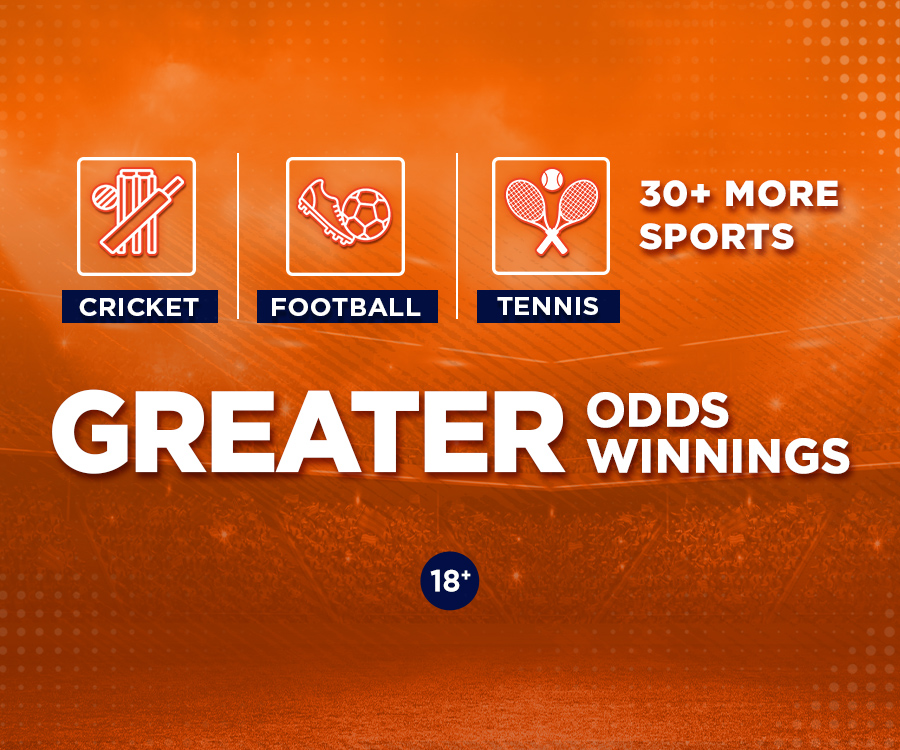 CRICKET
FOOTBALL
TENNIS
30+ MORE
SPORTS
GREATER
ODDS
WINNINGS
18+